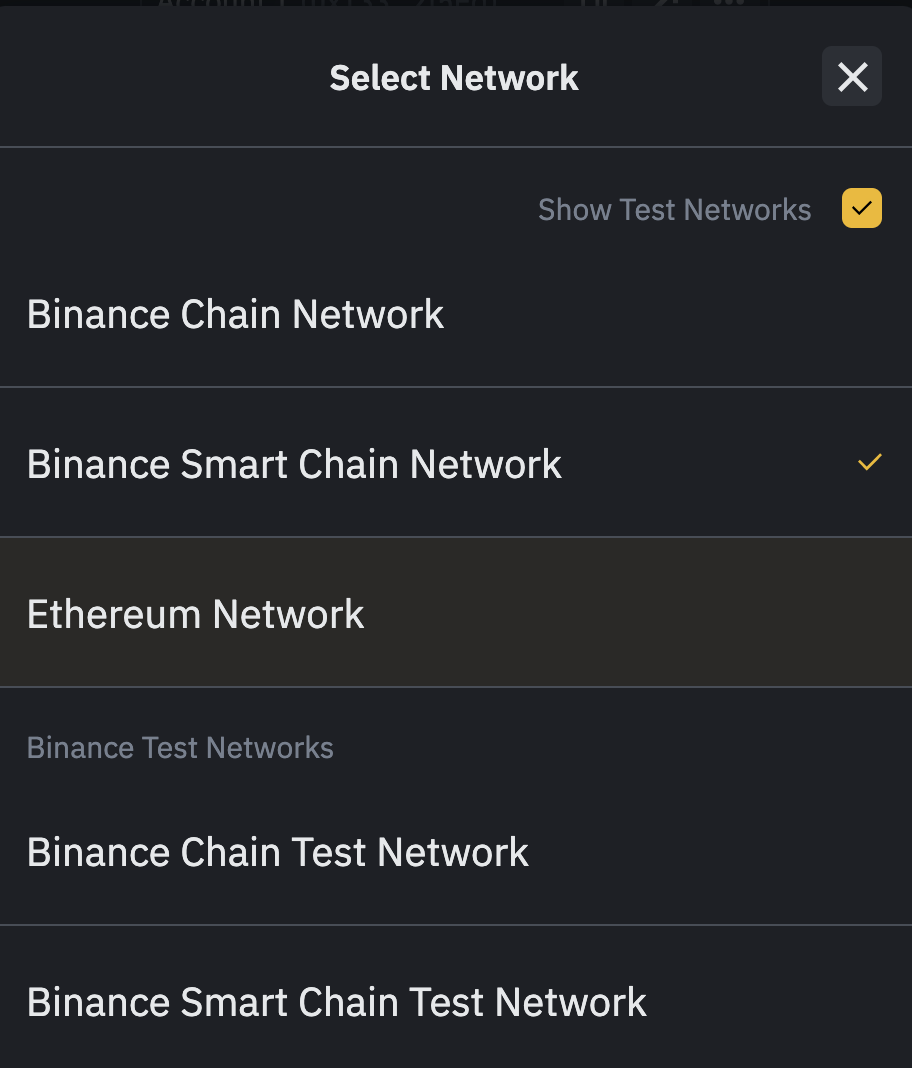 Select Network
Show Test Networks
Binance Chain Network
Binance Smart Chain Network
Ethereum Network
Binance Test Networks
Binance Chain Test Network
Binance Smart Chain Test Network